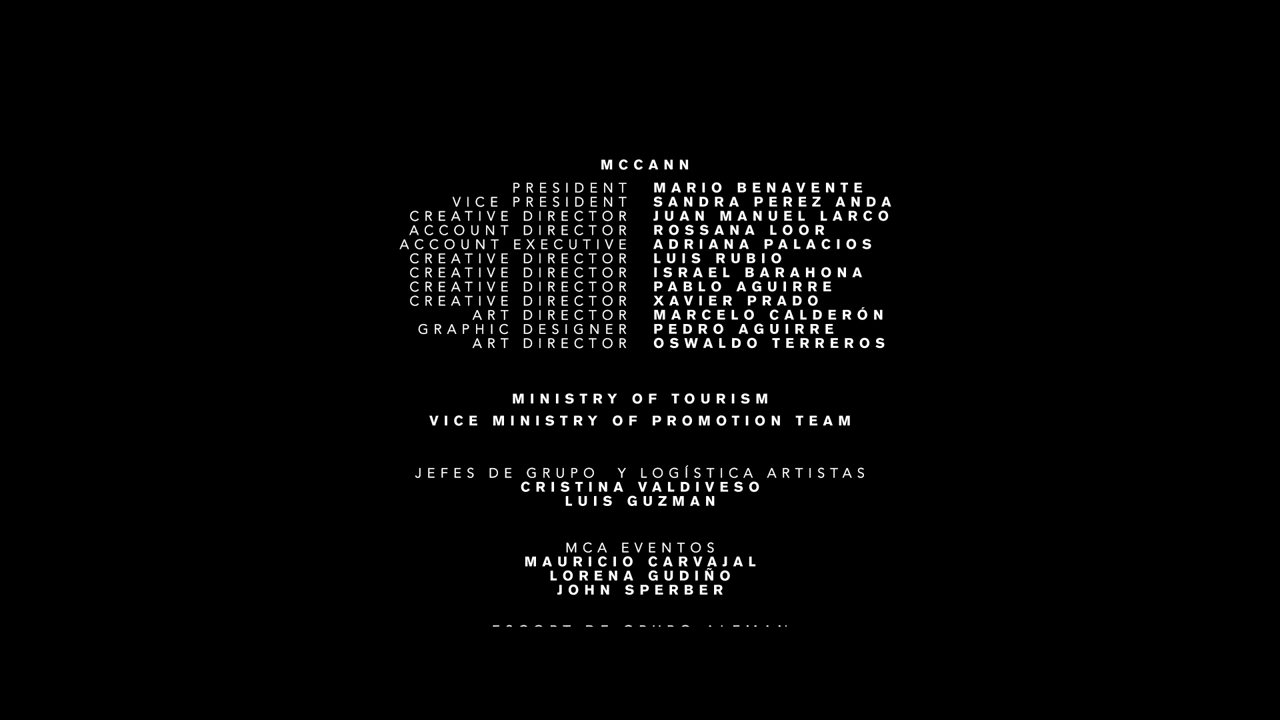 MCCANN
PRESIDENT MARIO BENAVENTE
VICE PRESIDENT SANDRA PEREZ ANDA
CREATIVE DIRECTOR JUAN MANUEL LARCO
ACCOUNT DIRECTOR ROSSANA LOOR
ACCOUNT EXECUTIVE ADRIANA PALACIOS
CREATIVE DIRECTOR LUIS RUBIO
CREATIVE DIRECTOR ISRAEL BARAHONA
CREATIVE DIRECTOR PABLO AGUIRRE
CREATIVE DIRECTOR XAVIER PRADO
ART DIRECTOR MARCELO CALDERÓN
GRAPHIC DESIGNER PEDRO AGUIRRE
ART DIRECTOR OSWALDO TERREROS
MINISTRY OF TOURISM
VICE MINISTRY OF PROMOTION TEAM
JEFES DE GRUPO Y LOGÍSTICA ARTISTAS
CRISTINA VALDIVESO
LUIS GUZMAN
MCA EVENTOS
MAURICIO CARVAJAL
LORENA GUDIÑO
JOHN SPERBER